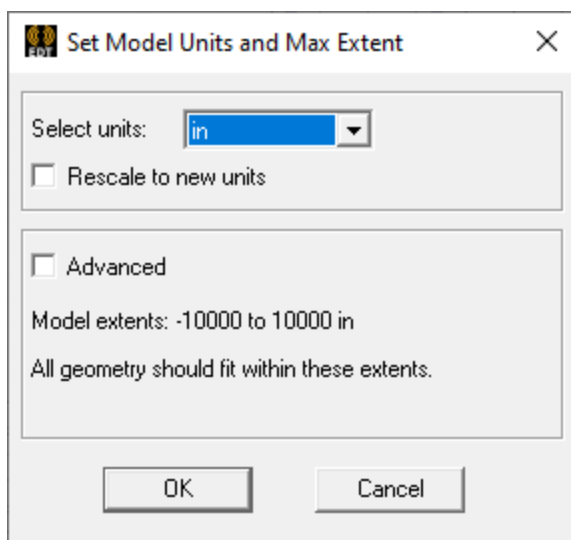 EDT Set Model Units and Max Extent
Select units: in
Rescale to new units
Advanced
Model extents: -10000 to 10000 in
All geometry should fit within these extents.
OK Cancel